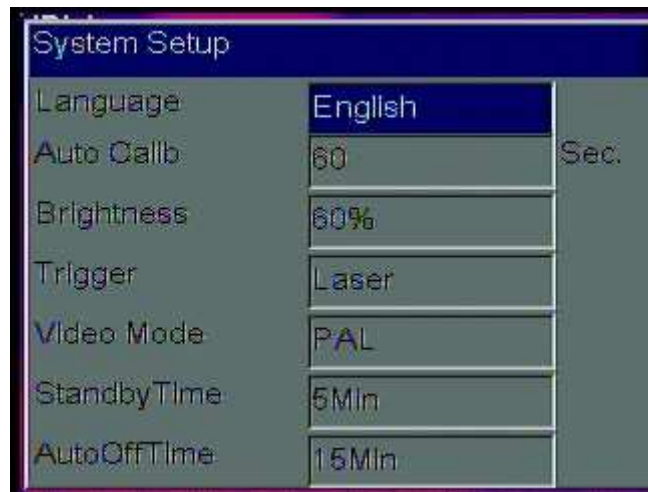 System Setup
Language English
Auto Calib 60 Sec.
Brightness 60%
Trigger Laser
Video Mode PAL
StandbyTime 5Min
AutoOffTime 15Min